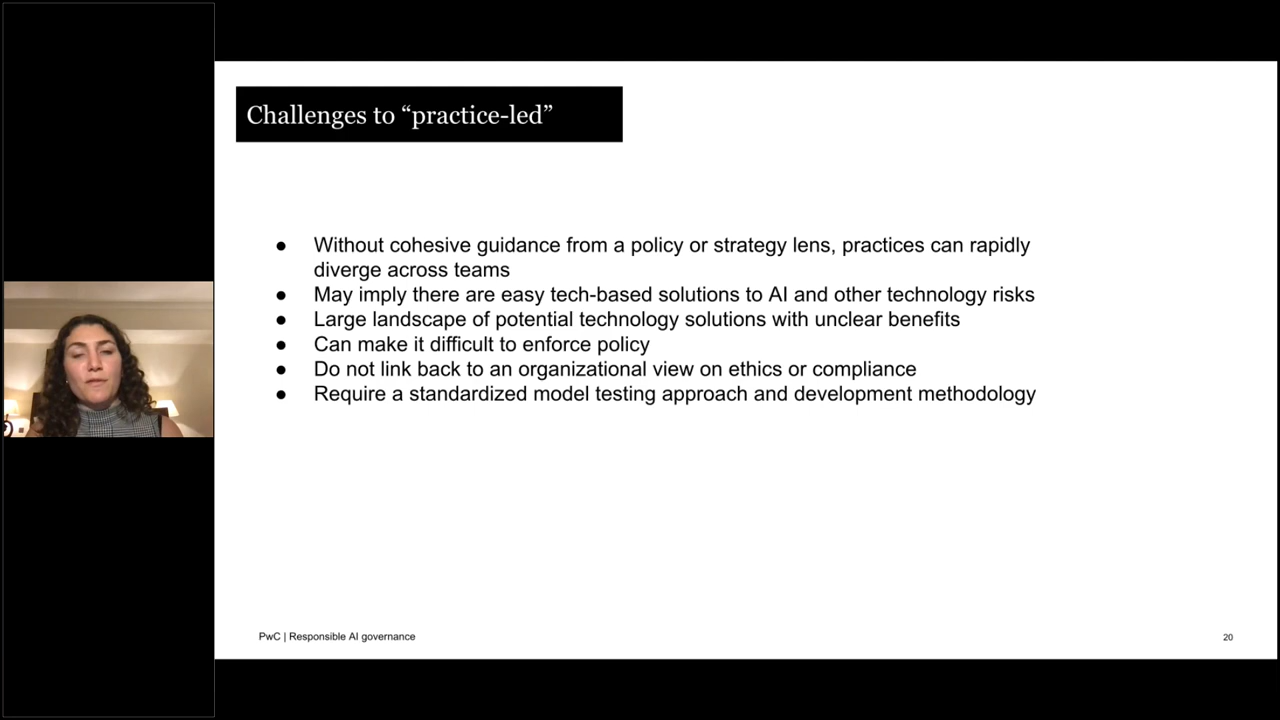 Challenges to “practice-led”
● Without cohesive guidance from a policy or strategy lens, practices can rapidly
diverge across teams
● May imply there are easy tech-based solutions to AI and other technology risks
● Large landscape of potential technology solutions with unclear benefits
● Can make it difficult to enforce policy
● Do not link back to an organizational view on ethics or compliance
● Require a standardized model testing approach and development methodology
PwC | Responsible AI governance
20